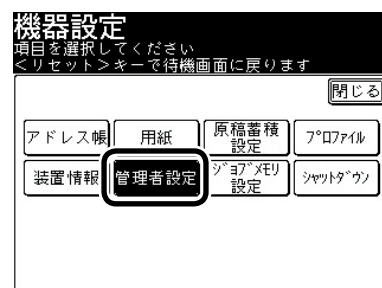 機器設定
項目を選択してください
<リセット>キーで待機画面に戻ります
閉じる
アドレス帳 用紙 原稿蓄積設定 プロファイル
装置情報 管理者設定 ジョブメモリ設定 シャットダウン